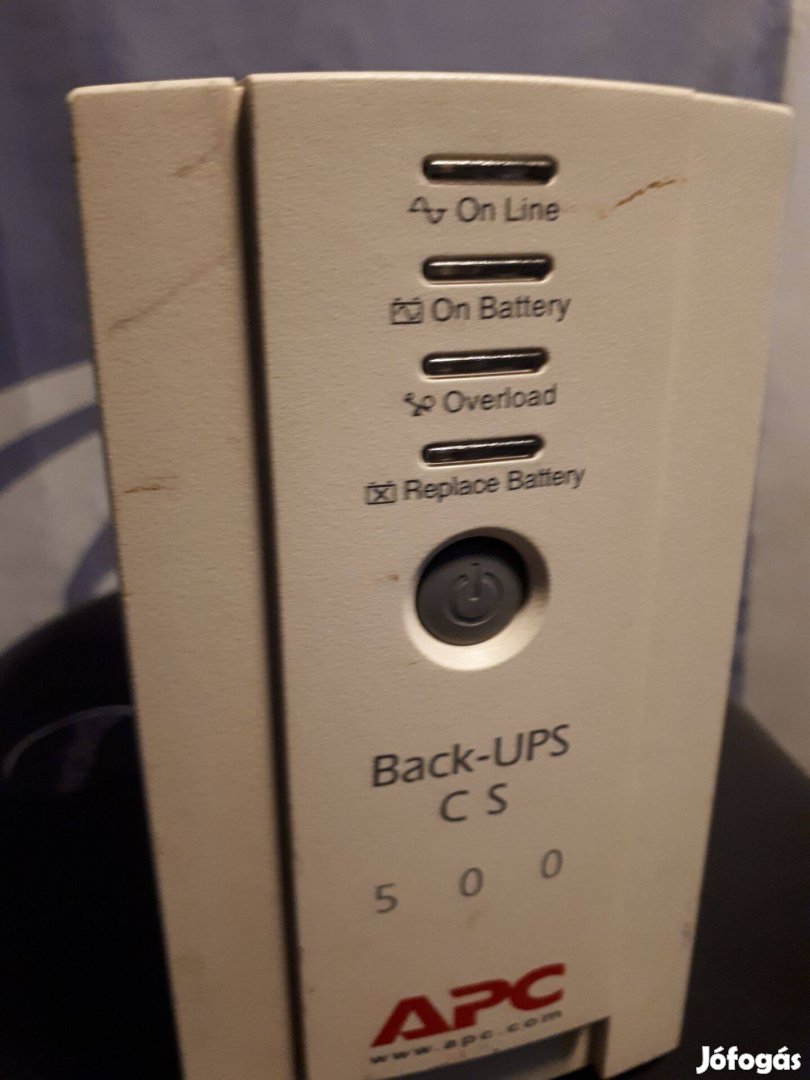 On Line
On Battery
Overload
Replace Battery
Back-UPS
CS
500
APC
www.apc.com
Jófogás